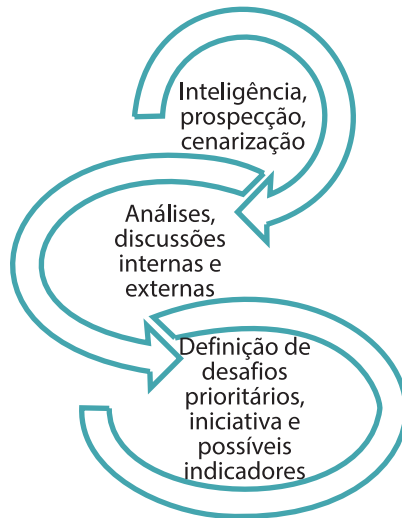 Inteligência,
prospecção,
cenarização
Análises,
discussões
internas e
externas
Definição de
desafios
prioritários,
iniciativa e
possíveis
indicadores